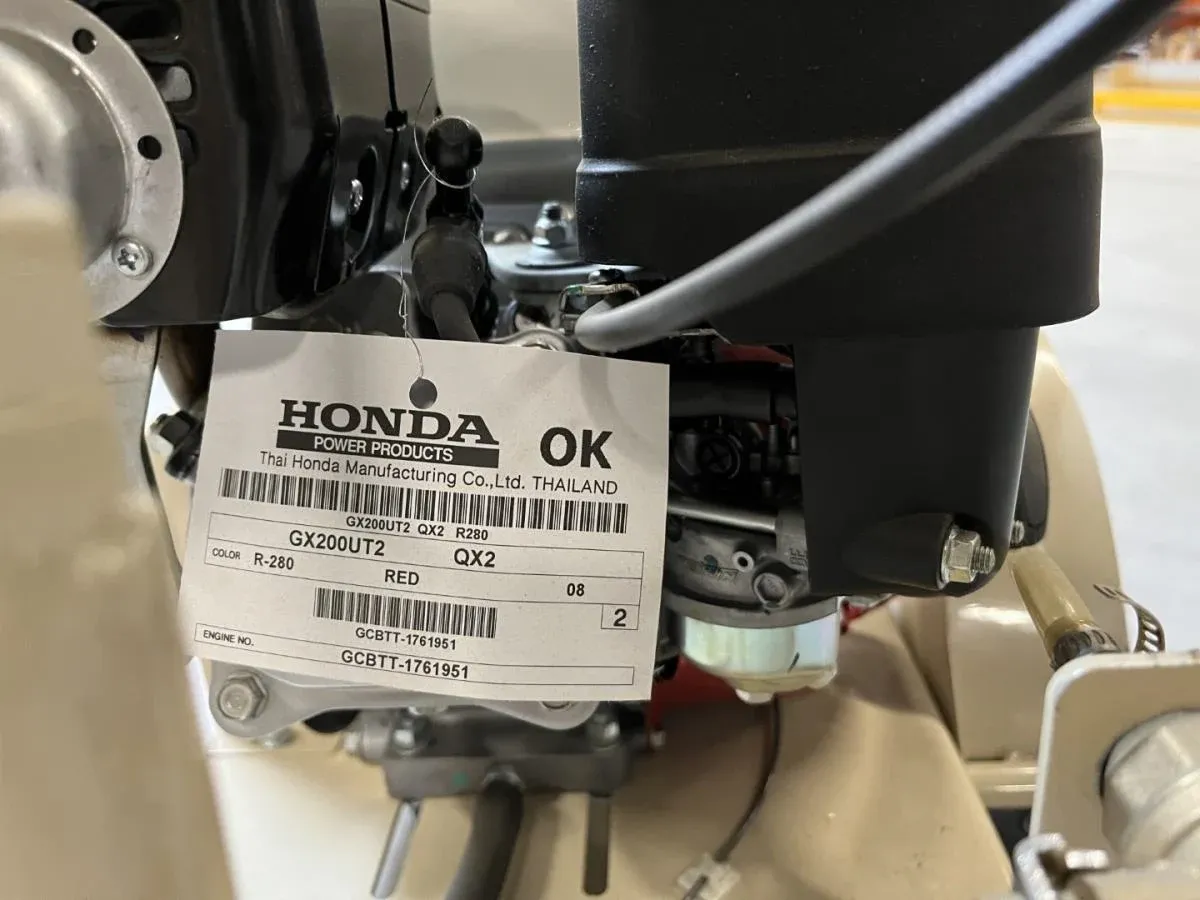 HONDA
POWER PRODUCTS
OK
Thai Honda Manufacturing Co.,Ltd. THAILAND
GX200UT2 QX2 R280
GX200UT2 QX2
COLOR R-280 RED 08
2
GCBTT-1761951
ENGINE NO. GCBTT-1761951